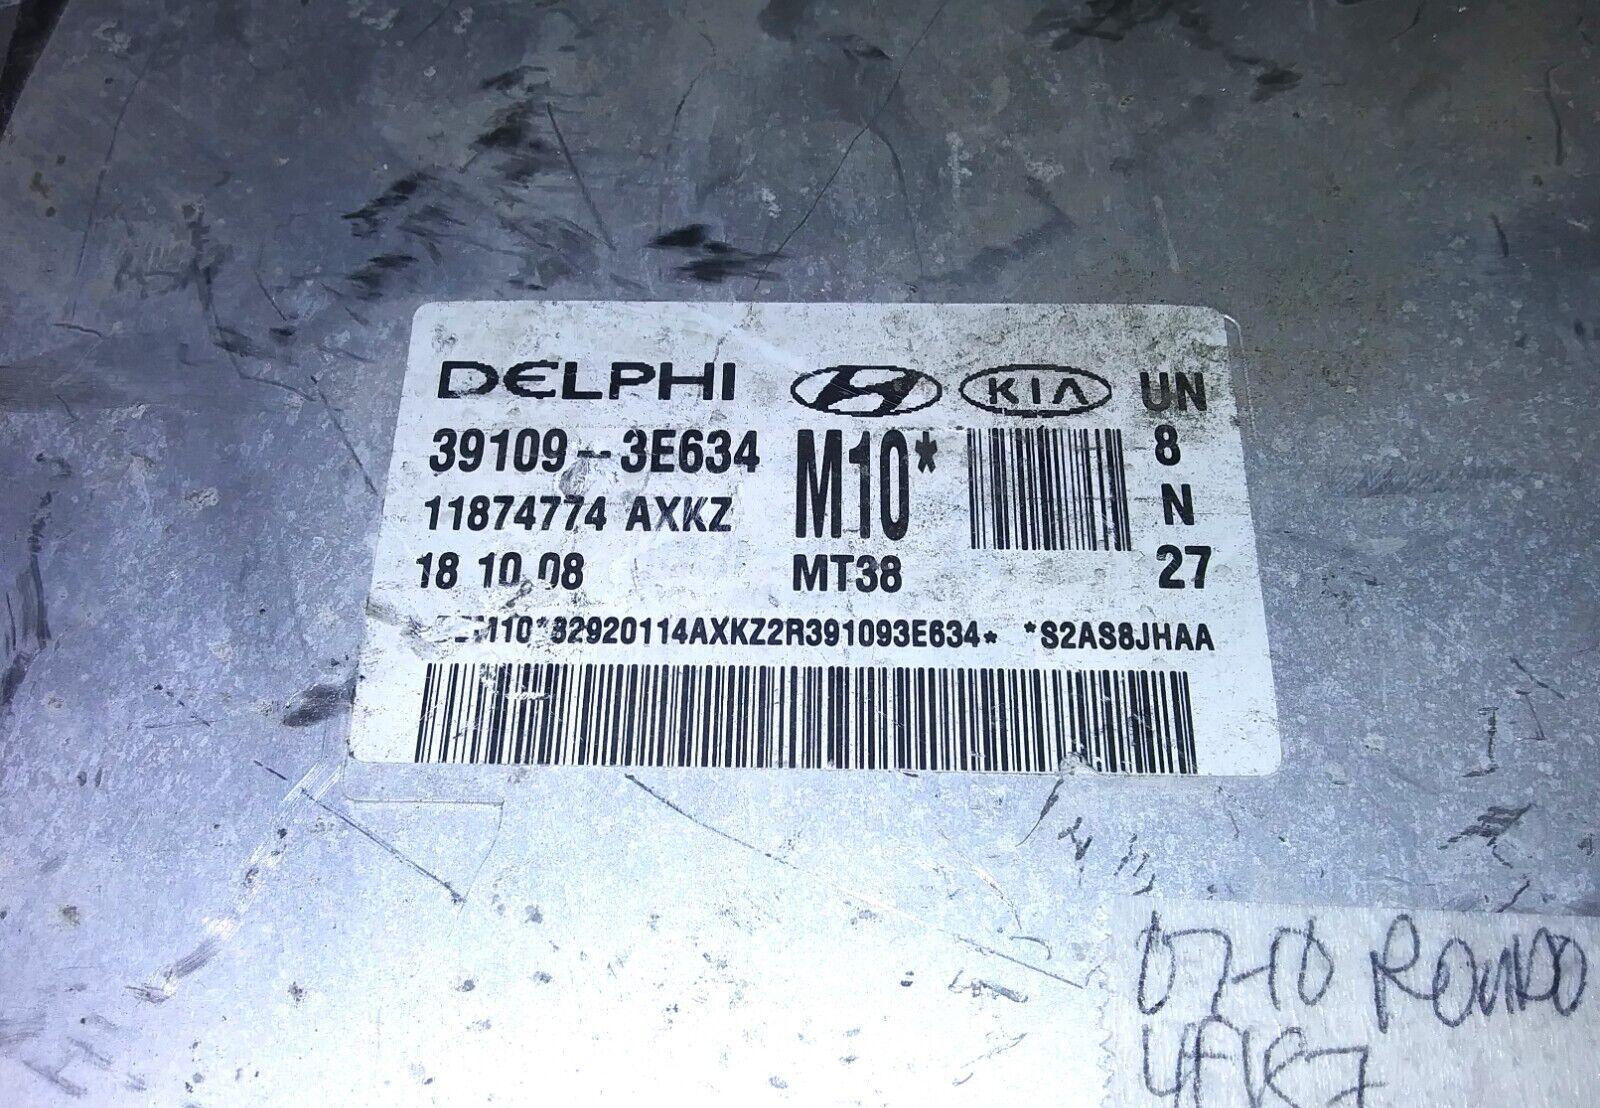 DELPHI KIA UN
39109-3E634 M10* 8
11874774 AXKZ N
18 10 08 MT38 27
M10*82920114AXKZ2R391093E634* *S2AS8JHAA
07-10 RONDO